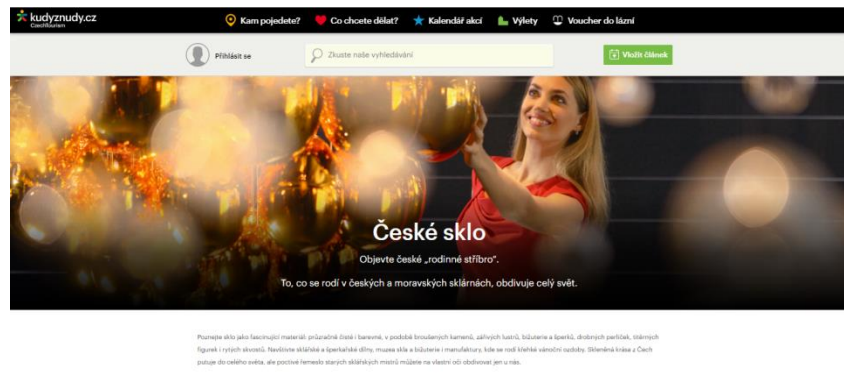 kudyznudy.cz
CzechTourism
Kam pojedete?
Co chcete dělat?
Kalendář akcí
Výlety
Voucher do lázní
Přihlásit se
Zkuste naše vyhledávání
Vložit článek
České sklo
Objevte české „rodinné stříbro“.
To, co se rodí v českých a moravských sklárnách, obdivuje celý svět.
Poznejte sklo jako fascinující materiál: průzračně čisté i barevné, v podobě broušených kamenů, zářivých lustrů, bižuterie a šperků, drobných perliček, titěrných
figurek i rytých skvostů. Navštivte sklářské a šperkařské dílny, muzea skla a bižuterie i manufaktury, kde se rodí křehké vánoční ozdoby. Skleněná krása z Čech
putuje do celého světa, ale poctivé řemeslo starých sklářských mistrů můžete na vlastní oči obdivovat jen u nás.